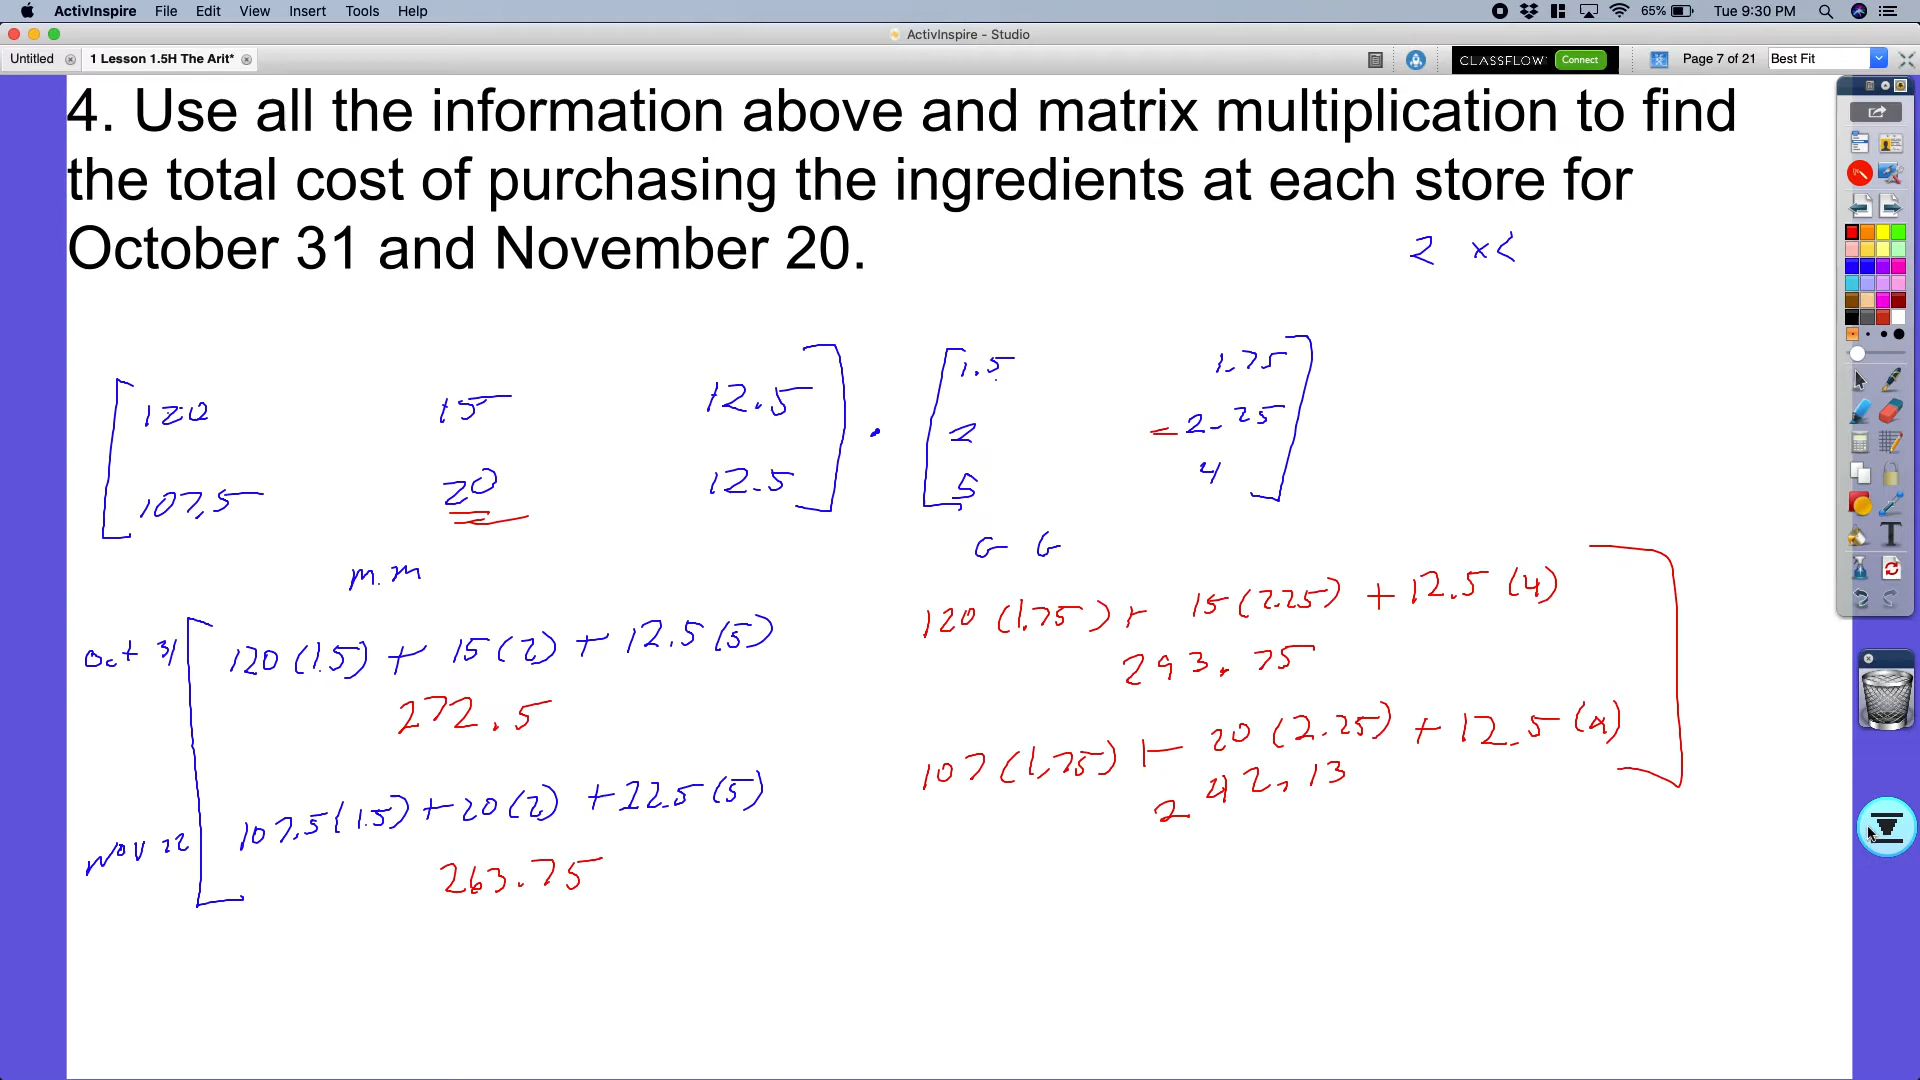 ActivInspire File Edit View Insert Tools Help 65% Tue 9:30 PM
ActivInspire - Studio
Untitled 1 Lesson 1.5H The Arit* CLASSFLOW Connect Page 7 of 21 Best Fit
4. Use all the information above and matrix multiplication to find
the total cost of purchasing the ingredients at each store for
October 31 and November 20.
2 x2
120 15 12.5 · 1.5 1.75
2 2.25
107.5 20 12.5 5 4
m.m G G
Oct 31 120(1.5) + 15(2) + 12.5(5) 120(1.75) + 15(2.25) + 12.5(4)
272.5 293.75
Nov 22 107.5(1.5) + 20(2) + 12.5(5) 107(1.75) + 20(2.25) + 12.5(4)
263.75 242.13
T